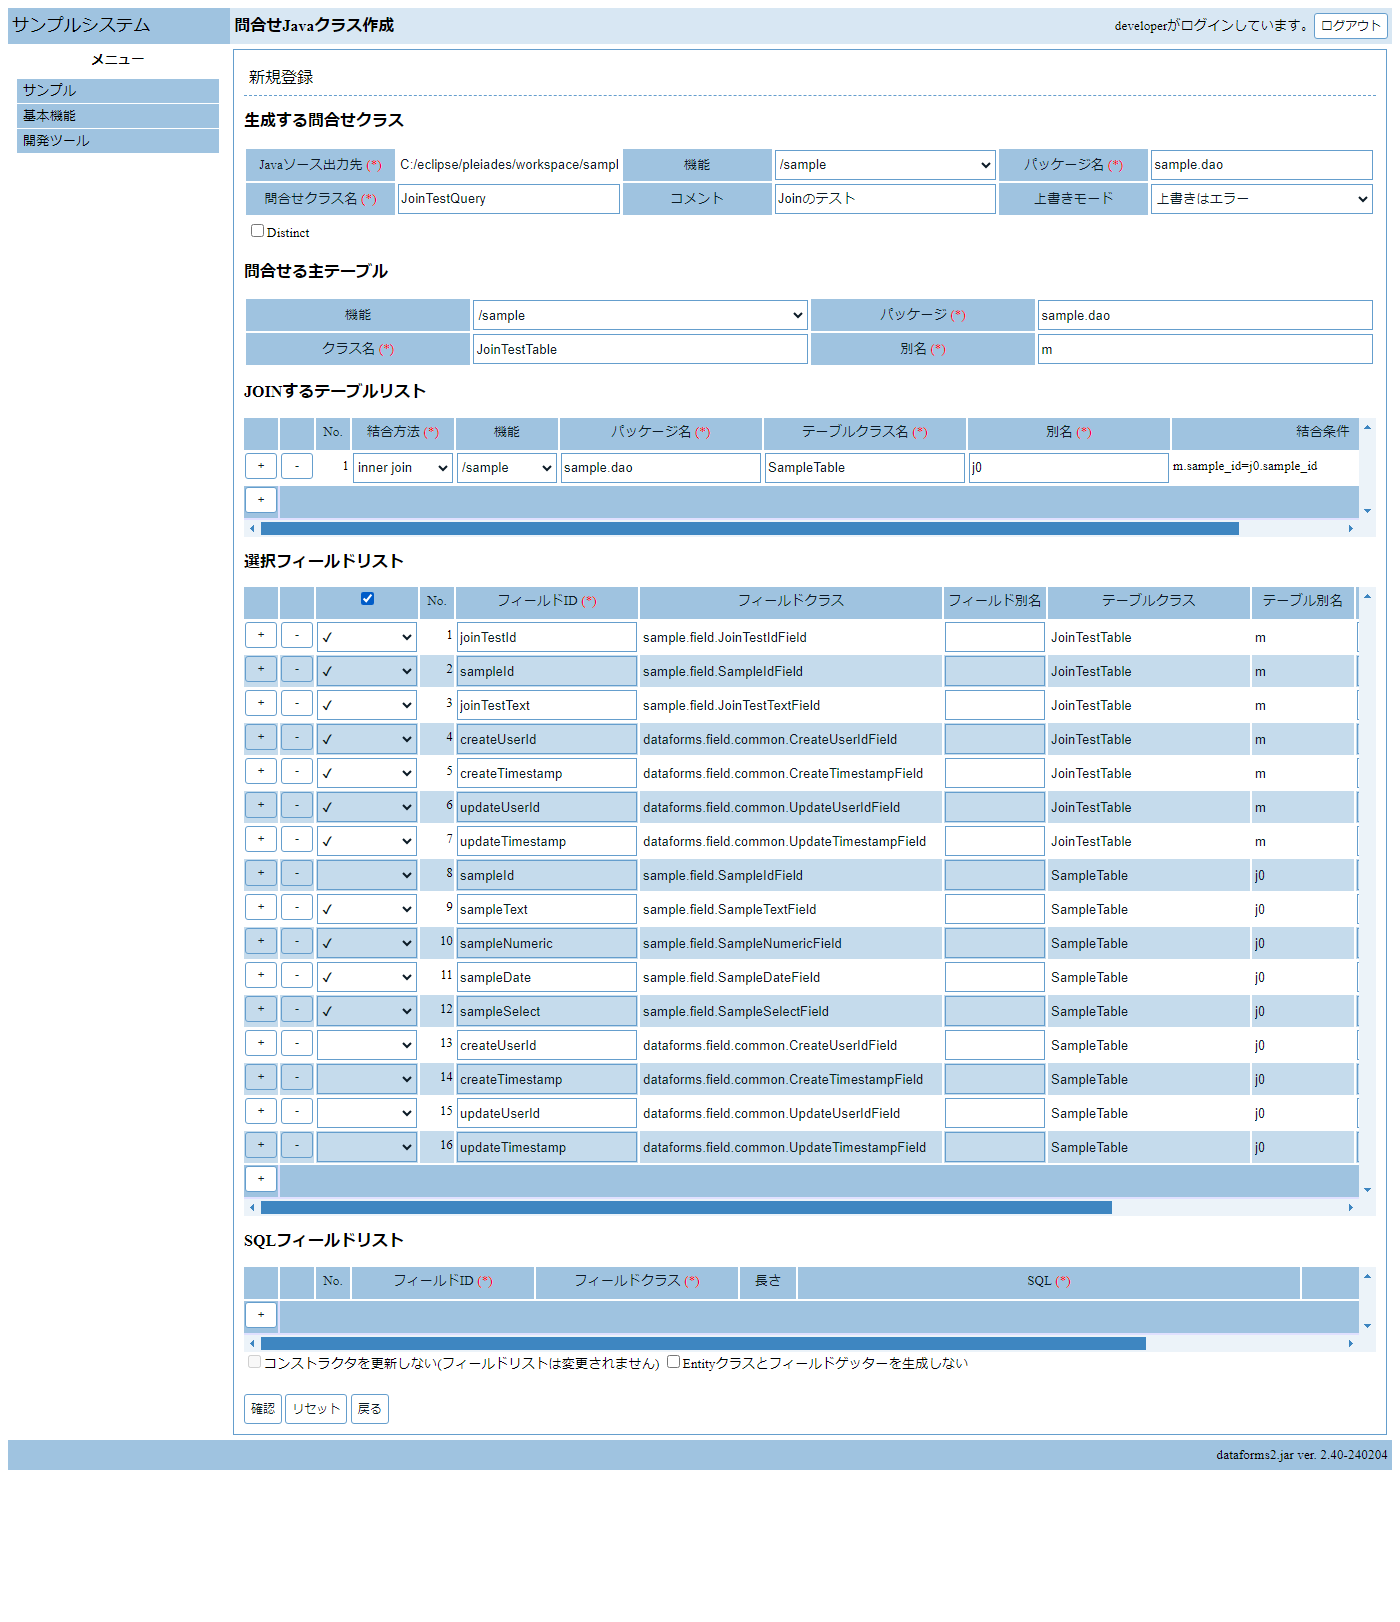 サンプルシステム
問合せJavaクラス作成
developerがログインしています。 ログアウト
メニュー
サンプル
基本機能
開発ツール
新規登録
生成する問合せクラス
Javaソース出力先 (*) C:/eclipse/pleiades/workspace/sampl 機能 /sample パッケージ名 (*) sample.dao
問合せクラス名 (*) JoinTestQuery コメント Joinのテスト 上書きモード 上書きはエラー
Distinct
問合せる主テーブル
機能 /sample パッケージ (*) sample.dao
クラス名 (*) JoinTestTable 別名 (*) m
JOINするテーブルリスト
No. 結合方法 (*) 機能 パッケージ名 (*) テーブルクラス名 (*) 別名 (*) 結合条件
+ - 1 inner join /sample sample.dao SampleTable j0 m.sample_id=j0.sample_id
+
選択フィールドリスト
No. フィールドID (*) フィールドクラス フィールド別名 テーブルクラス テーブル別名
+ - ✓ 1 joinTestId sample.field.JoinTestIdField JoinTestTable m
+ - ✓ 2 sampleId sample.field.SampleIdField JoinTestTable m
+ - ✓ 3 joinTestText sample.field.JoinTestTextField JoinTestTable m
+ - ✓ 4 createUserId dataforms.field.common.CreateUserIdField JoinTestTable m
+ - ✓ 5 createTimestamp dataforms.field.common.CreateTimestampField JoinTestTable m
+ - ✓ 6 updateUserId dataforms.field.common.UpdateUserIdField JoinTestTable m
+ - ✓ 7 updateTimestamp dataforms.field.common.UpdateTimestampField JoinTestTable m
+ - 8 sampleId sample.field.SampleIdField SampleTable j0
+ - ✓ 9 sampleText sample.field.SampleTextField SampleTable j0
+ - ✓ 10 sampleNumeric sample.field.SampleNumericField SampleTable j0
+ - ✓ 11 sampleDate sample.field.SampleDateField SampleTable j0
+ - ✓ 12 sampleSelect sample.field.SampleSelectField SampleTable j0
+ - 13 createUserId dataforms.field.common.CreateUserIdField SampleTable j0
+ - 14 createTimestamp dataforms.field.common.CreateTimestampField SampleTable j0
+ - 15 updateUserId dataforms.field.common.UpdateUserIdField SampleTable j0
+ - 16 updateTimestamp dataforms.field.common.UpdateTimestampField SampleTable j0
+
SQLフィールドリスト
No. フィールドID (*) フィールドクラス (*) 長さ SQL (*)
+
コンストラクタを更新しない(フィールドリストは変更されません) Entityクラスとフィールドゲッターを生成しない
確認 リセット 戻る
dataforms2.jar ver. 2.40-240204